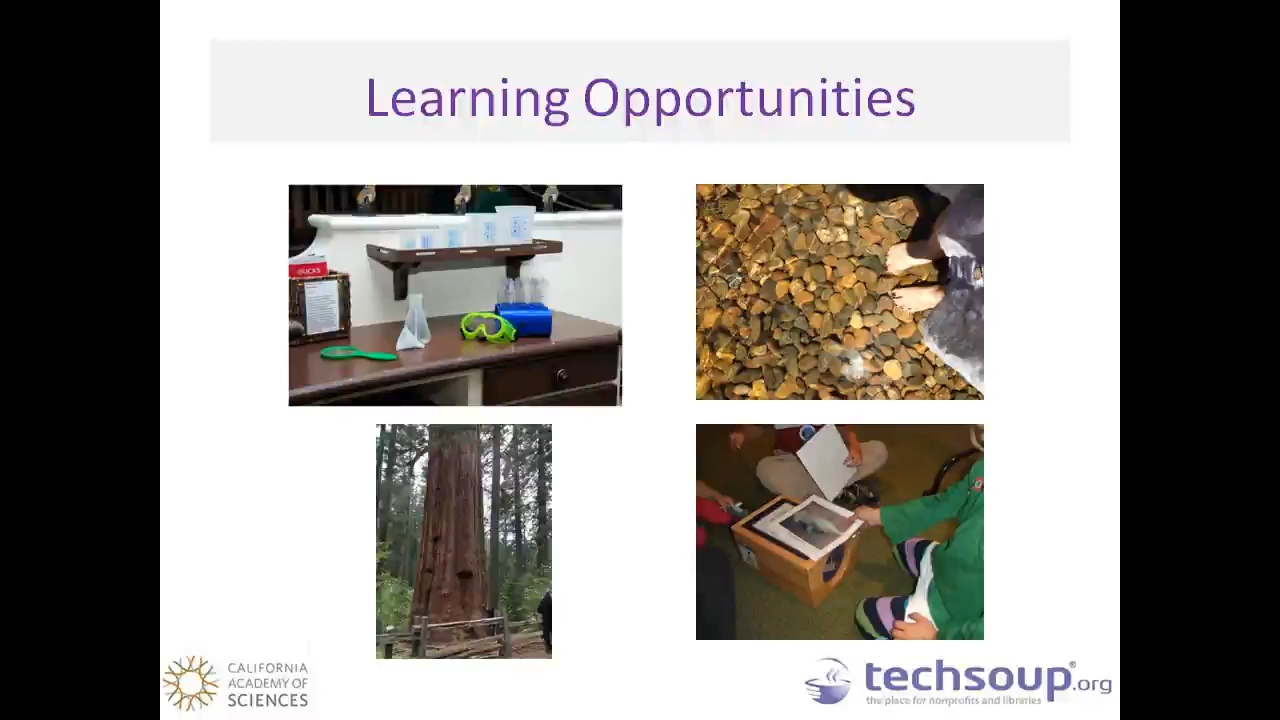 Learning Opportunities
CALIFORNIA
ACADEMY OF
SCIENCES
techsoup®.org
the place for nonprofits and libraries